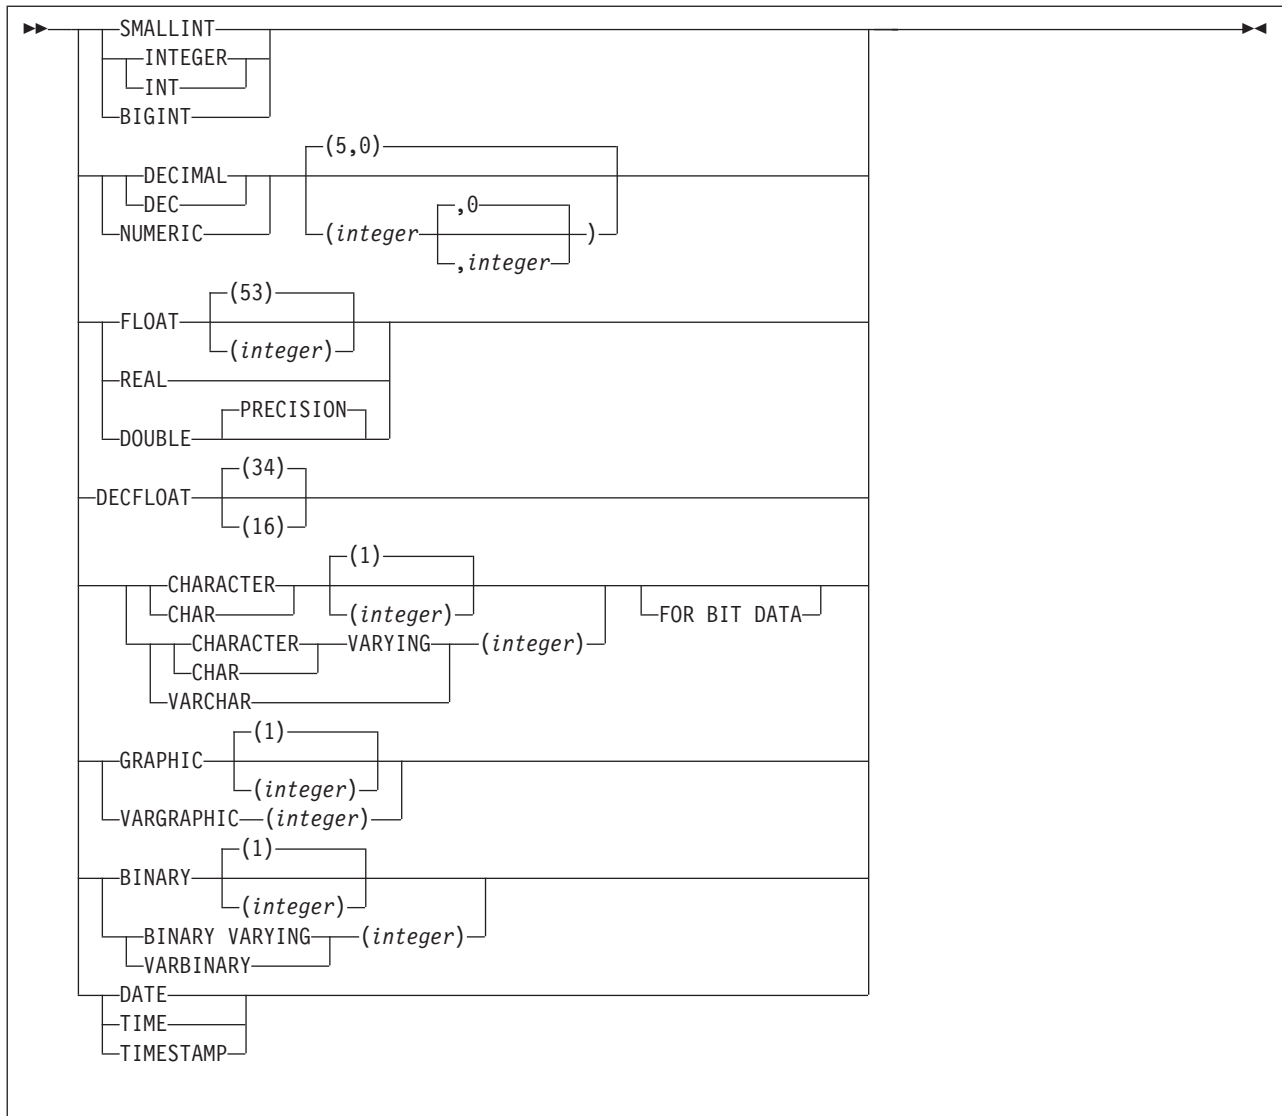 SMALLINT
INTEGER
INT
BIGINT
(5,0)
DECIMAL
DEC
,0
NUMERIC
(integer )
,integer
(53)
FLOAT
(integer)
REAL
PRECISION
DOUBLE
(34)
DECFLOAT
(16)
(1)
CHARACTER
CHAR
(integer)
FOR BIT DATA
CHARACTER VARYING (integer)
CHAR
VARCHAR
(1)
GRAPHIC
(integer)
VARGRAPHIC (integer)
(1)
BINARY
(integer)
BINARY VARYING (integer)
VARBINARY
DATE
TIME
TIMESTAMP